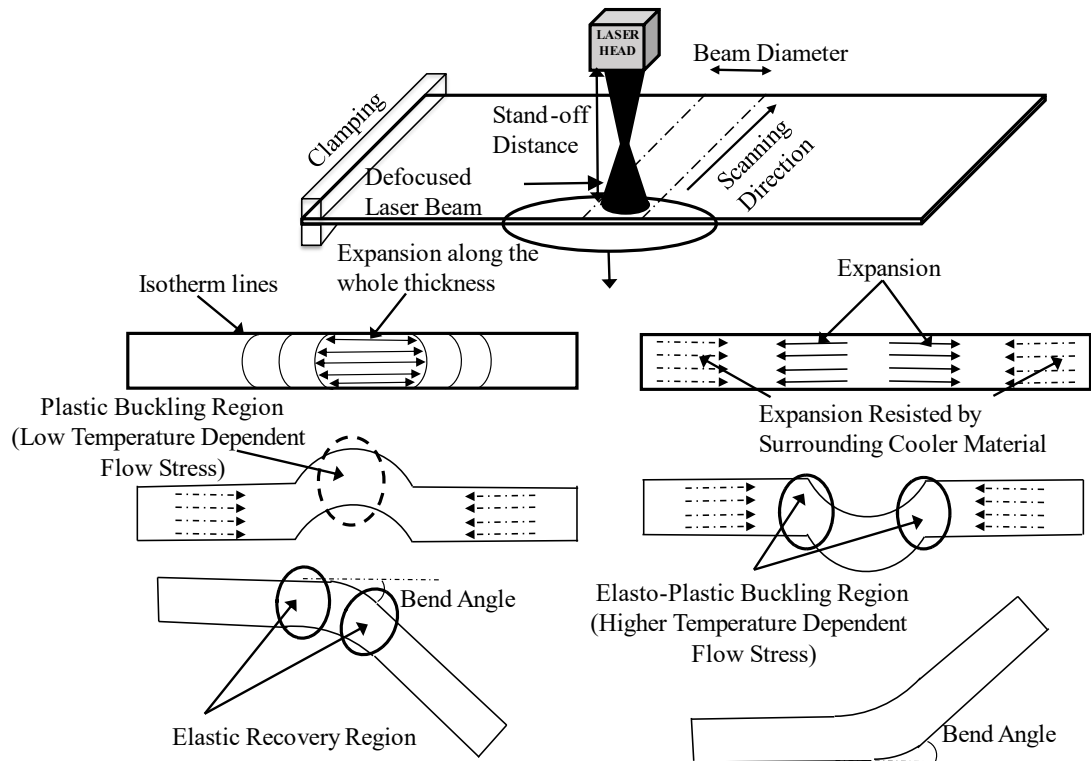 LASER
HEAD
Beam Diameter
Clamping
Stand-off
Distance
Scanning
Direction
Defocused
Laser Beam
Isotherm lines
Expansion along the
whole thickness
Expansion
Plastic Buckling Region
(Low Temperature Dependent
Flow Stress)
Expansion Resisted by
Surrounding Cooler Material
Bend Angle
Elasto-Plastic Buckling Region
(Higher Temperature Dependent
Flow Stress)
Elastic Recovery Region
Bend Angle